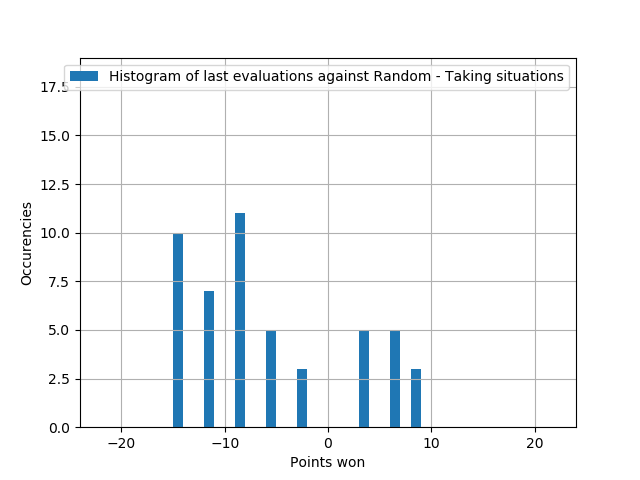 Histogram of last evaluations against Random - Taking situations
17.5
15.0
12.5
10.0
7.5
5.0
2.5
0.0
Occurencies
−20 −10 0 10 20
Points won